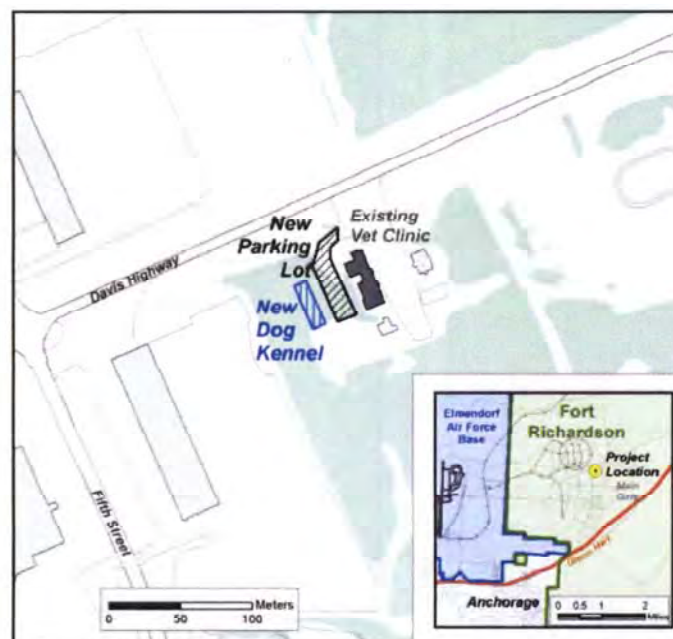 New
Parking
Lot
Existing
Vet Clinic
Davis Highway
New
Dog
Kennel
Fifth Street
0
50
100
Meters
Elmendorf
Air Force
Base
Fort
Richardson
Project
Location
Main
Anchorage
0 0.5 1 2